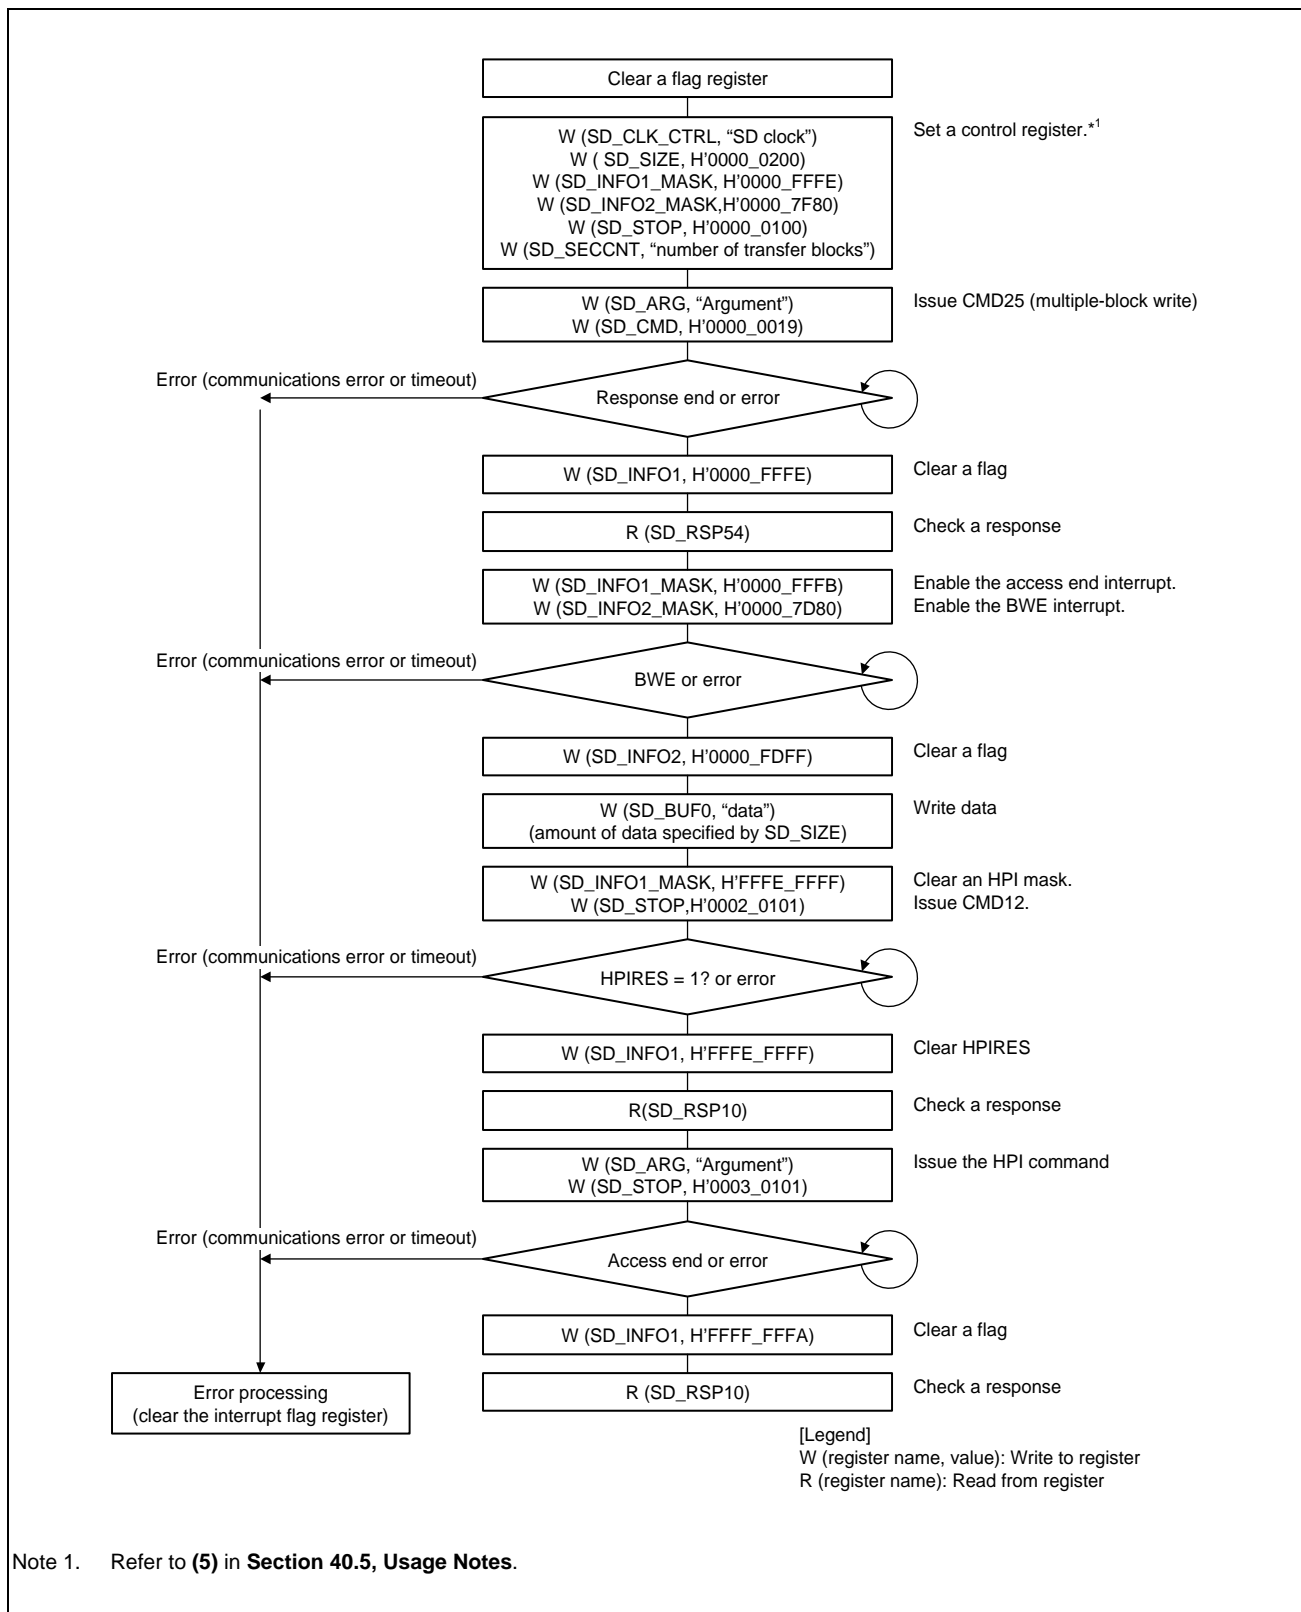 Clear a flag register
W (SD_CLK_CTRL, “SD clock”)
W ( SD_SIZE, H’0000_0200)
W (SD_INFO1_MASK, H’0000_FFFE)
W (SD_INFO2_MASK,H’0000_7F80)
W (SD_STOP, H’0000_0100)
W (SD_SECCNT, “number of transfer blocks”)
Set a control register.*1
W (SD_ARG, “Argument”)
W (SD_CMD, H’0000_0019)
Issue CMD25 (multiple-block write)
Error (communications error or timeout)
Response end or error
W (SD_INFO1, H’0000_FFFE)
Clear a flag
R (SD_RSP54)
Check a response
W (SD_INFO1_MASK, H’0000_FFFB)
W (SD_INFO2_MASK, H’0000_7D80)
Enable the access end interrupt.
Enable the BWE interrupt.
Error (communications error or timeout)
BWE or error
W (SD_INFO2, H’0000_FDFF)
Clear a flag
W (SD_BUF0, “data”)
(amount of data specified by SD_SIZE)
Write data
W (SD_INFO1_MASK, H’FFFE_FFFF)
W (SD_STOP,H’0002_0101)
Clear an HPI mask.
Issue CMD12.
Error (communications error or timeout)
HPIRES = 1? or error
W (SD_INFO1, H’FFFE_FFFF)
Clear HPIRES
R(SD_RSP10)
Check a response
W (SD_ARG, “Argument”)
W (SD_STOP, H’0003_0101)
Issue the HPI command
Error (communications error or timeout)
Access end or error
W (SD_INFO1, H’FFFF_FFFA)
Clear a flag
Error processing
(clear the interrupt flag register)
R (SD_RSP10)
Check a response
[Legend]
W (register name, value): Write to register
R (register name): Read from register
Note 1. Refer to (5) in Section 40.5, Usage Notes.